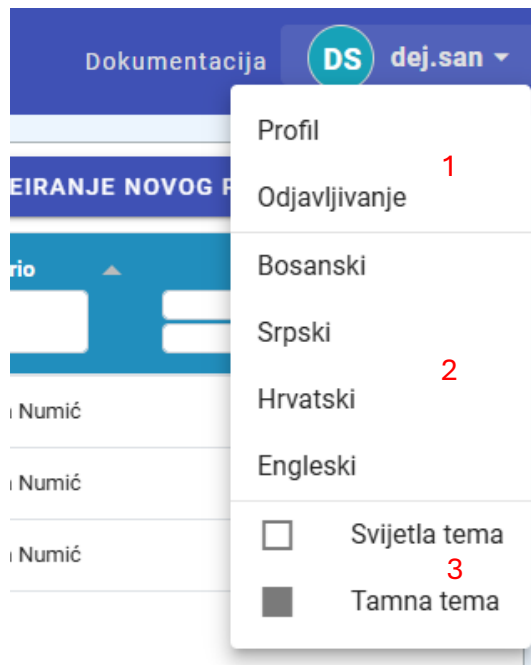 Dokumentacija DS dej.san
Profil
1
EIRANJE NOVOG
Odjavljivanje
rio
Bosanski
Srpski
2
Hrvatski
Numić
Engleski
Numić
Svijetla tema
3
Numić
Tamna tema